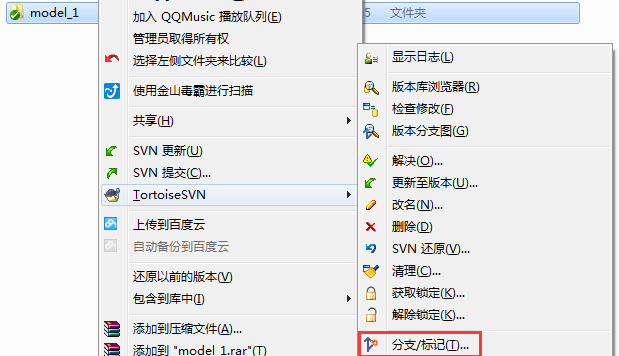 model_1
5 文件夹
加入 QQMusic 播放队列(E)
管理员取得所有权
选择左侧文件夹来比较(L)
使用金山毒霸进行扫描
共享(H)
SVN 更新(U)
SVN 提交(C)...
TortoiseSVN
上传到百度云
自动备份到百度云
还原以前的版本(V)
包含到库中(I)
添加到压缩文件(A)...
添加到 "model_1.rar"(T)
显示日志(L)
版本库浏览器(R)
检查修改(F)
版本分支图(G)
解决(O)...
更新至版本(U)...
改名(N)...
删除(D)
SVN 还原(V)...
清理(C)...
获取锁定(K)...
解除锁定(K)...
分支/标记(T)...